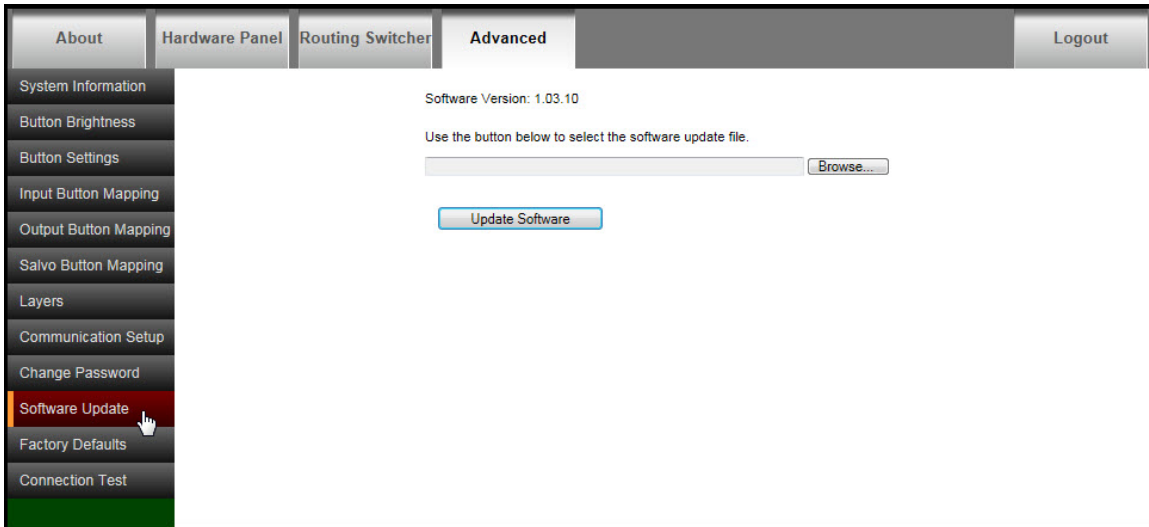 About
Hardware Panel
Routing Switcher
Advanced
Logout
System Information
Button Brightness
Button Settings
Input Button Mapping
Output Button Mapping
Salvo Button Mapping
Layers
Communication Setup
Change Password
Software Update
Factory Defaults
Connection Test
Software Version: 1.03.10
Use the button below to select the software update file.
Browse...
Update Software